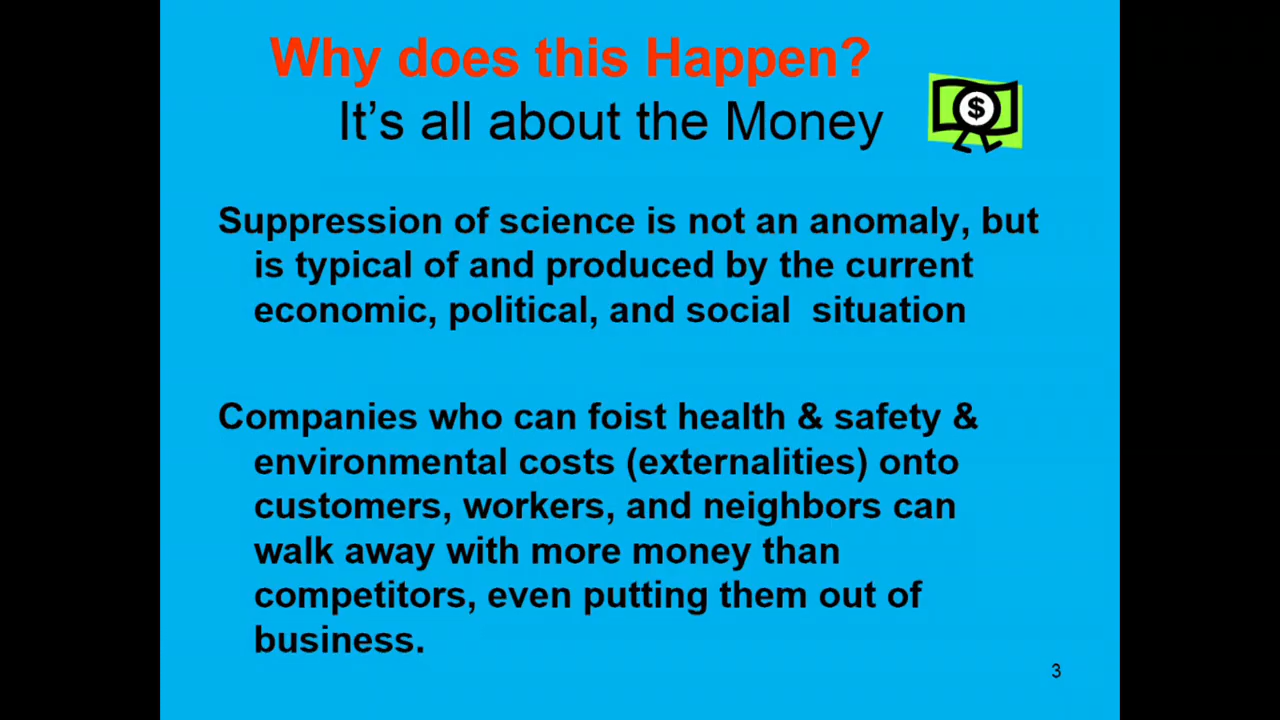 Why does this Happen?
It's all about the Money
$
Suppression of science is not an anomaly, but
is typical of and produced by the current
economic, political, and social  situation
Companies who can foist health & safety &
environmental costs (externalities) onto
customers, workers, and neighbors can
walk away with more money than
competitors, even putting them out of
business.
3